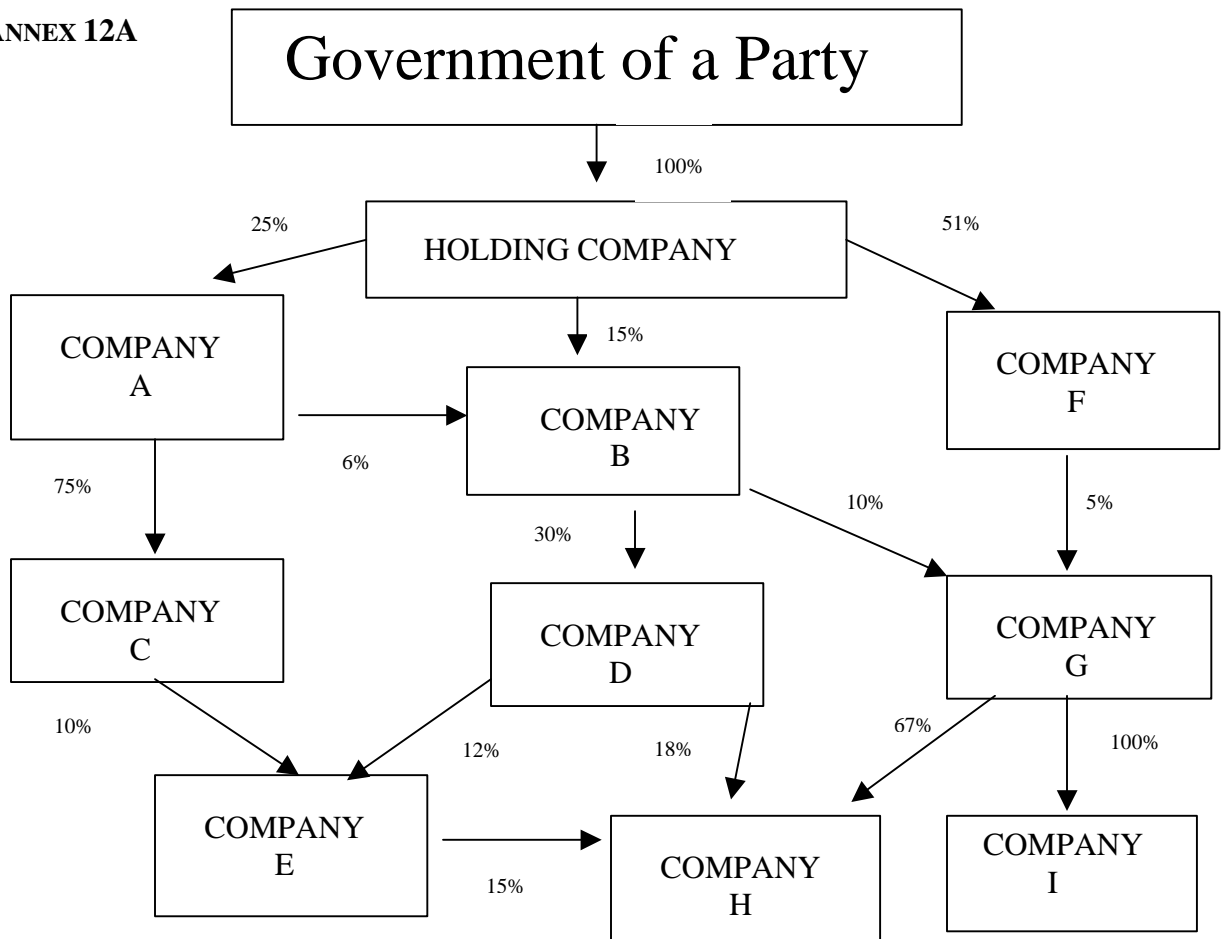 ANNEX 12A
Government of a Party
100%
25%
HOLDING COMPANY
51%
15%
COMPANY
A
COMPANY
F
COMPANY
B
6%
75%
10%
5%
30%
COMPANY
C
COMPANY
D
COMPANY
G
10%
12%
18%
67%
100%
COMPANY
E
COMPANY
H
COMPANY
I
15%